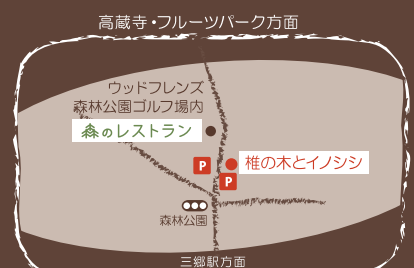 高蔵寺・フルーツパーク方面
ウッドフレンズ
森林公園ゴルフ場内
森のレストラン
P
椎の木とイノシシ
P
森林公園
三郷駅方面